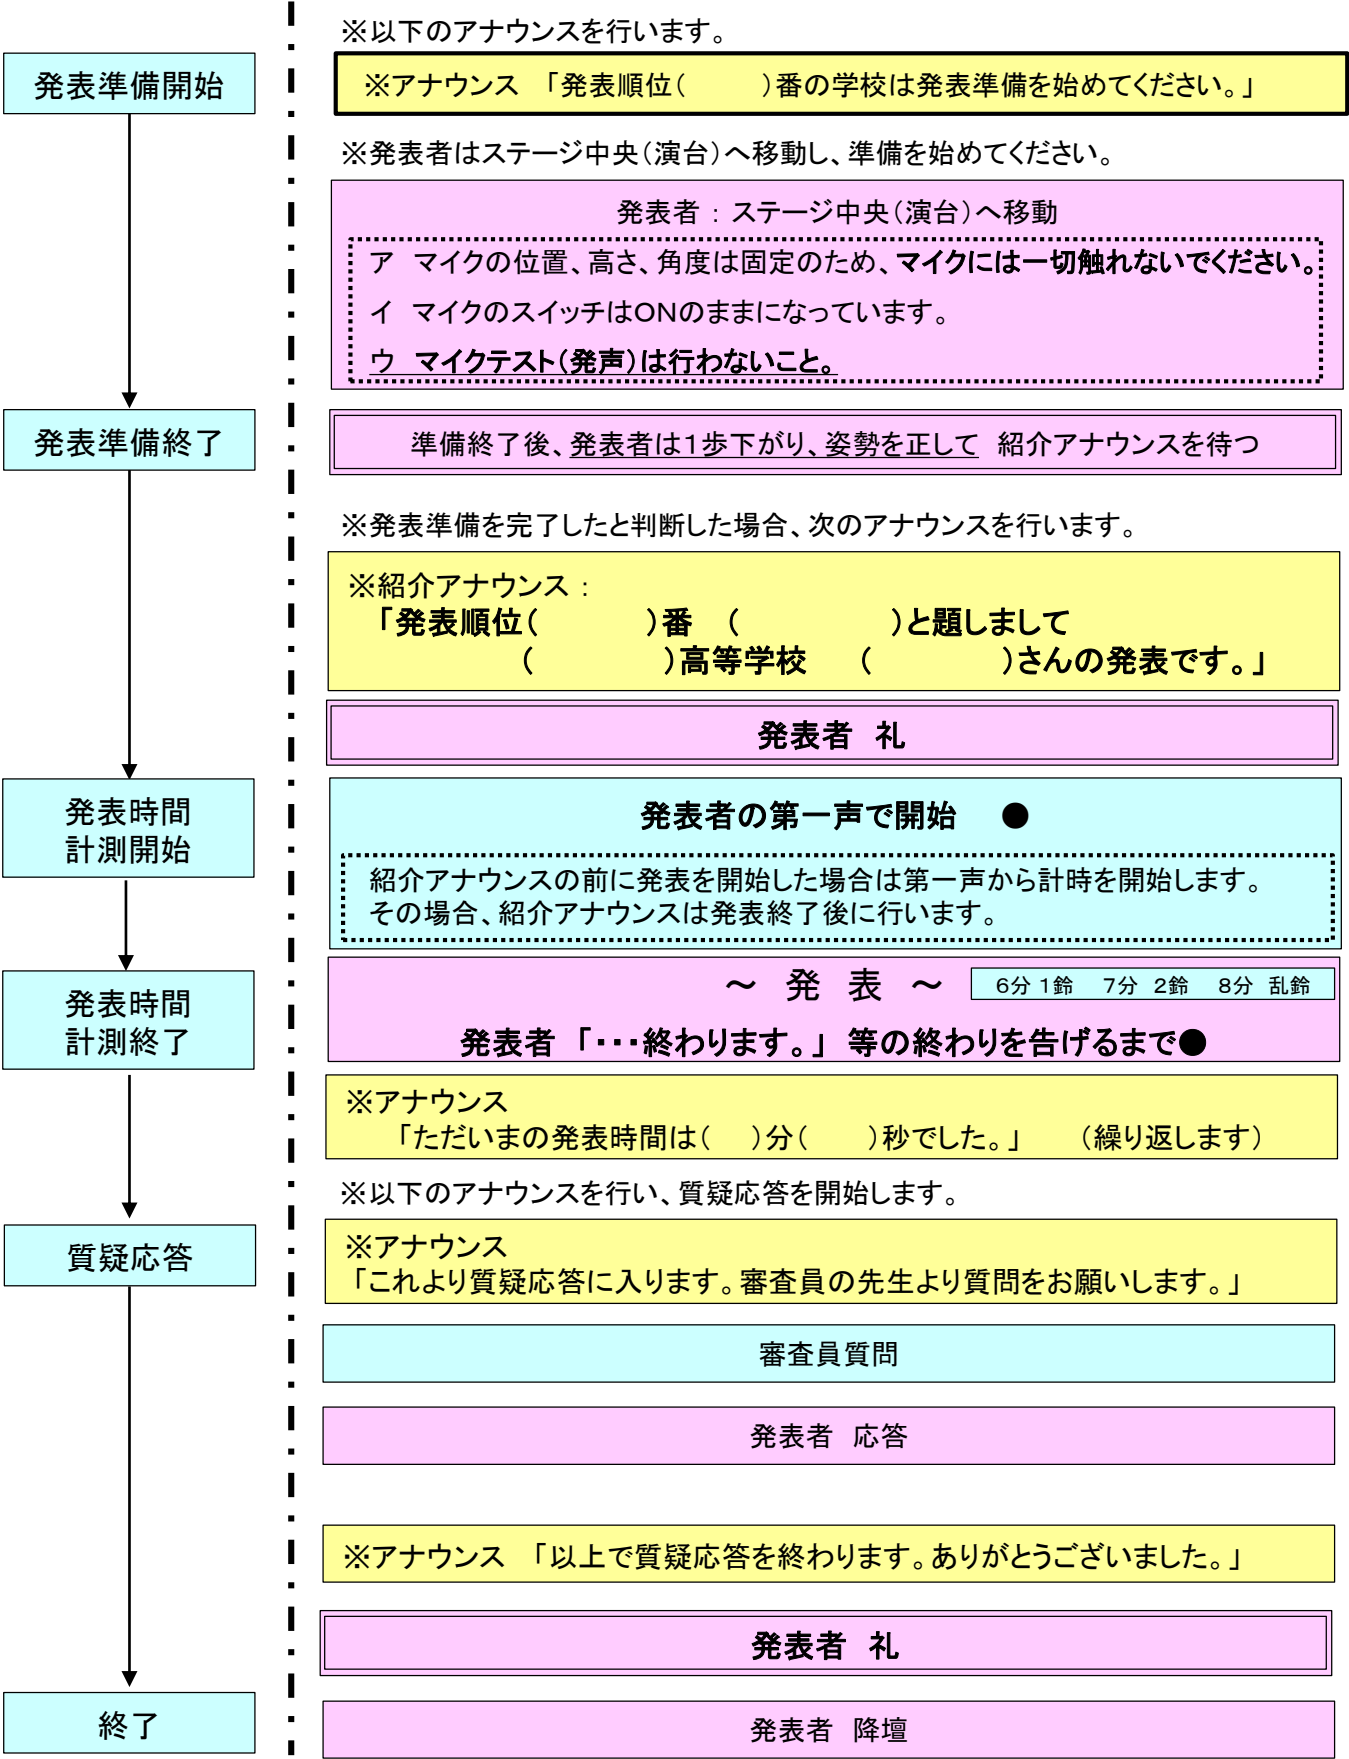 ※以下のアナウンスを行います。
発表準備開始
※アナウンス 「発表順位(　　　)番の学校は発表準備を始めてください。」
※発表者はステージ中央(演台)へ移動し、準備を始めてください。
発表者 : ステージ中央(演台)へ移動
ア マイクの位置、高さ、角度は固定のため、マイクには一切触れないでください。
イ マイクのスイッチはONのままになっています。
ウ マイクテスト(発声)は行わないこと。
発表準備終了
準備終了後、発表者は1歩下がり、姿勢を正して 紹介アナウンスを待つ
※発表準備を完了したと判断した場合、次のアナウンスを行います。
※紹介アナウンス :
「発表順位(　　　)番 (　　　　)と題しまして
(　　　　)高等学校 (　　　　)さんの発表です。」
発表者 礼
発表時間
計測開始
発表者の第一声で開始 ●
紹介アナウンスの前に発表を開始した場合は第一声から計時を開始します。
その場合、紹介アナウンスは発表終了後に行います。
発表時間
計測終了
～ 発 表 ～
6分 1鈴 7分 2鈴 8分 乱鈴
発表者 「・・・終わります。」 等の終わりを告げるまで●
※アナウンス
「ただいまの発表時間は(　)分(　　)秒でした。」 (繰り返します)
※以下のアナウンスを行い、質疑応答を開始します。
質疑応答
※アナウンス
「これより質疑応答に入ります。審査員の先生より質問をお願いします。」
審査員質問
発表者 応答
※アナウンス 「以上で質疑応答を終わります。ありがとうございました。」
発表者 礼
終了
発表者 降壇